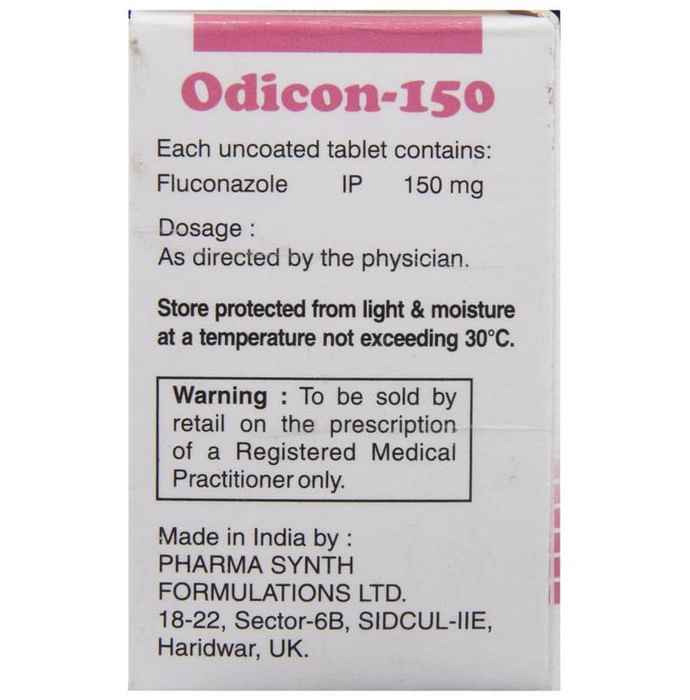 Odicon-150
Each uncoated tablet contains:
Fluconazole IP 150 mg
Dosage :
As directed by the physician.
Store protected from light & moisture
at a temperature not exceeding 30°C.
Warning : To be sold by
retail on the prescription
of a Registered Medical
Practitioner only.
Made in India by :
PHARMA SYNTH
FORMULATIONS LTD.
18-22, Sector-6B, SIDCUL-IIE,
Haridwar, UK.